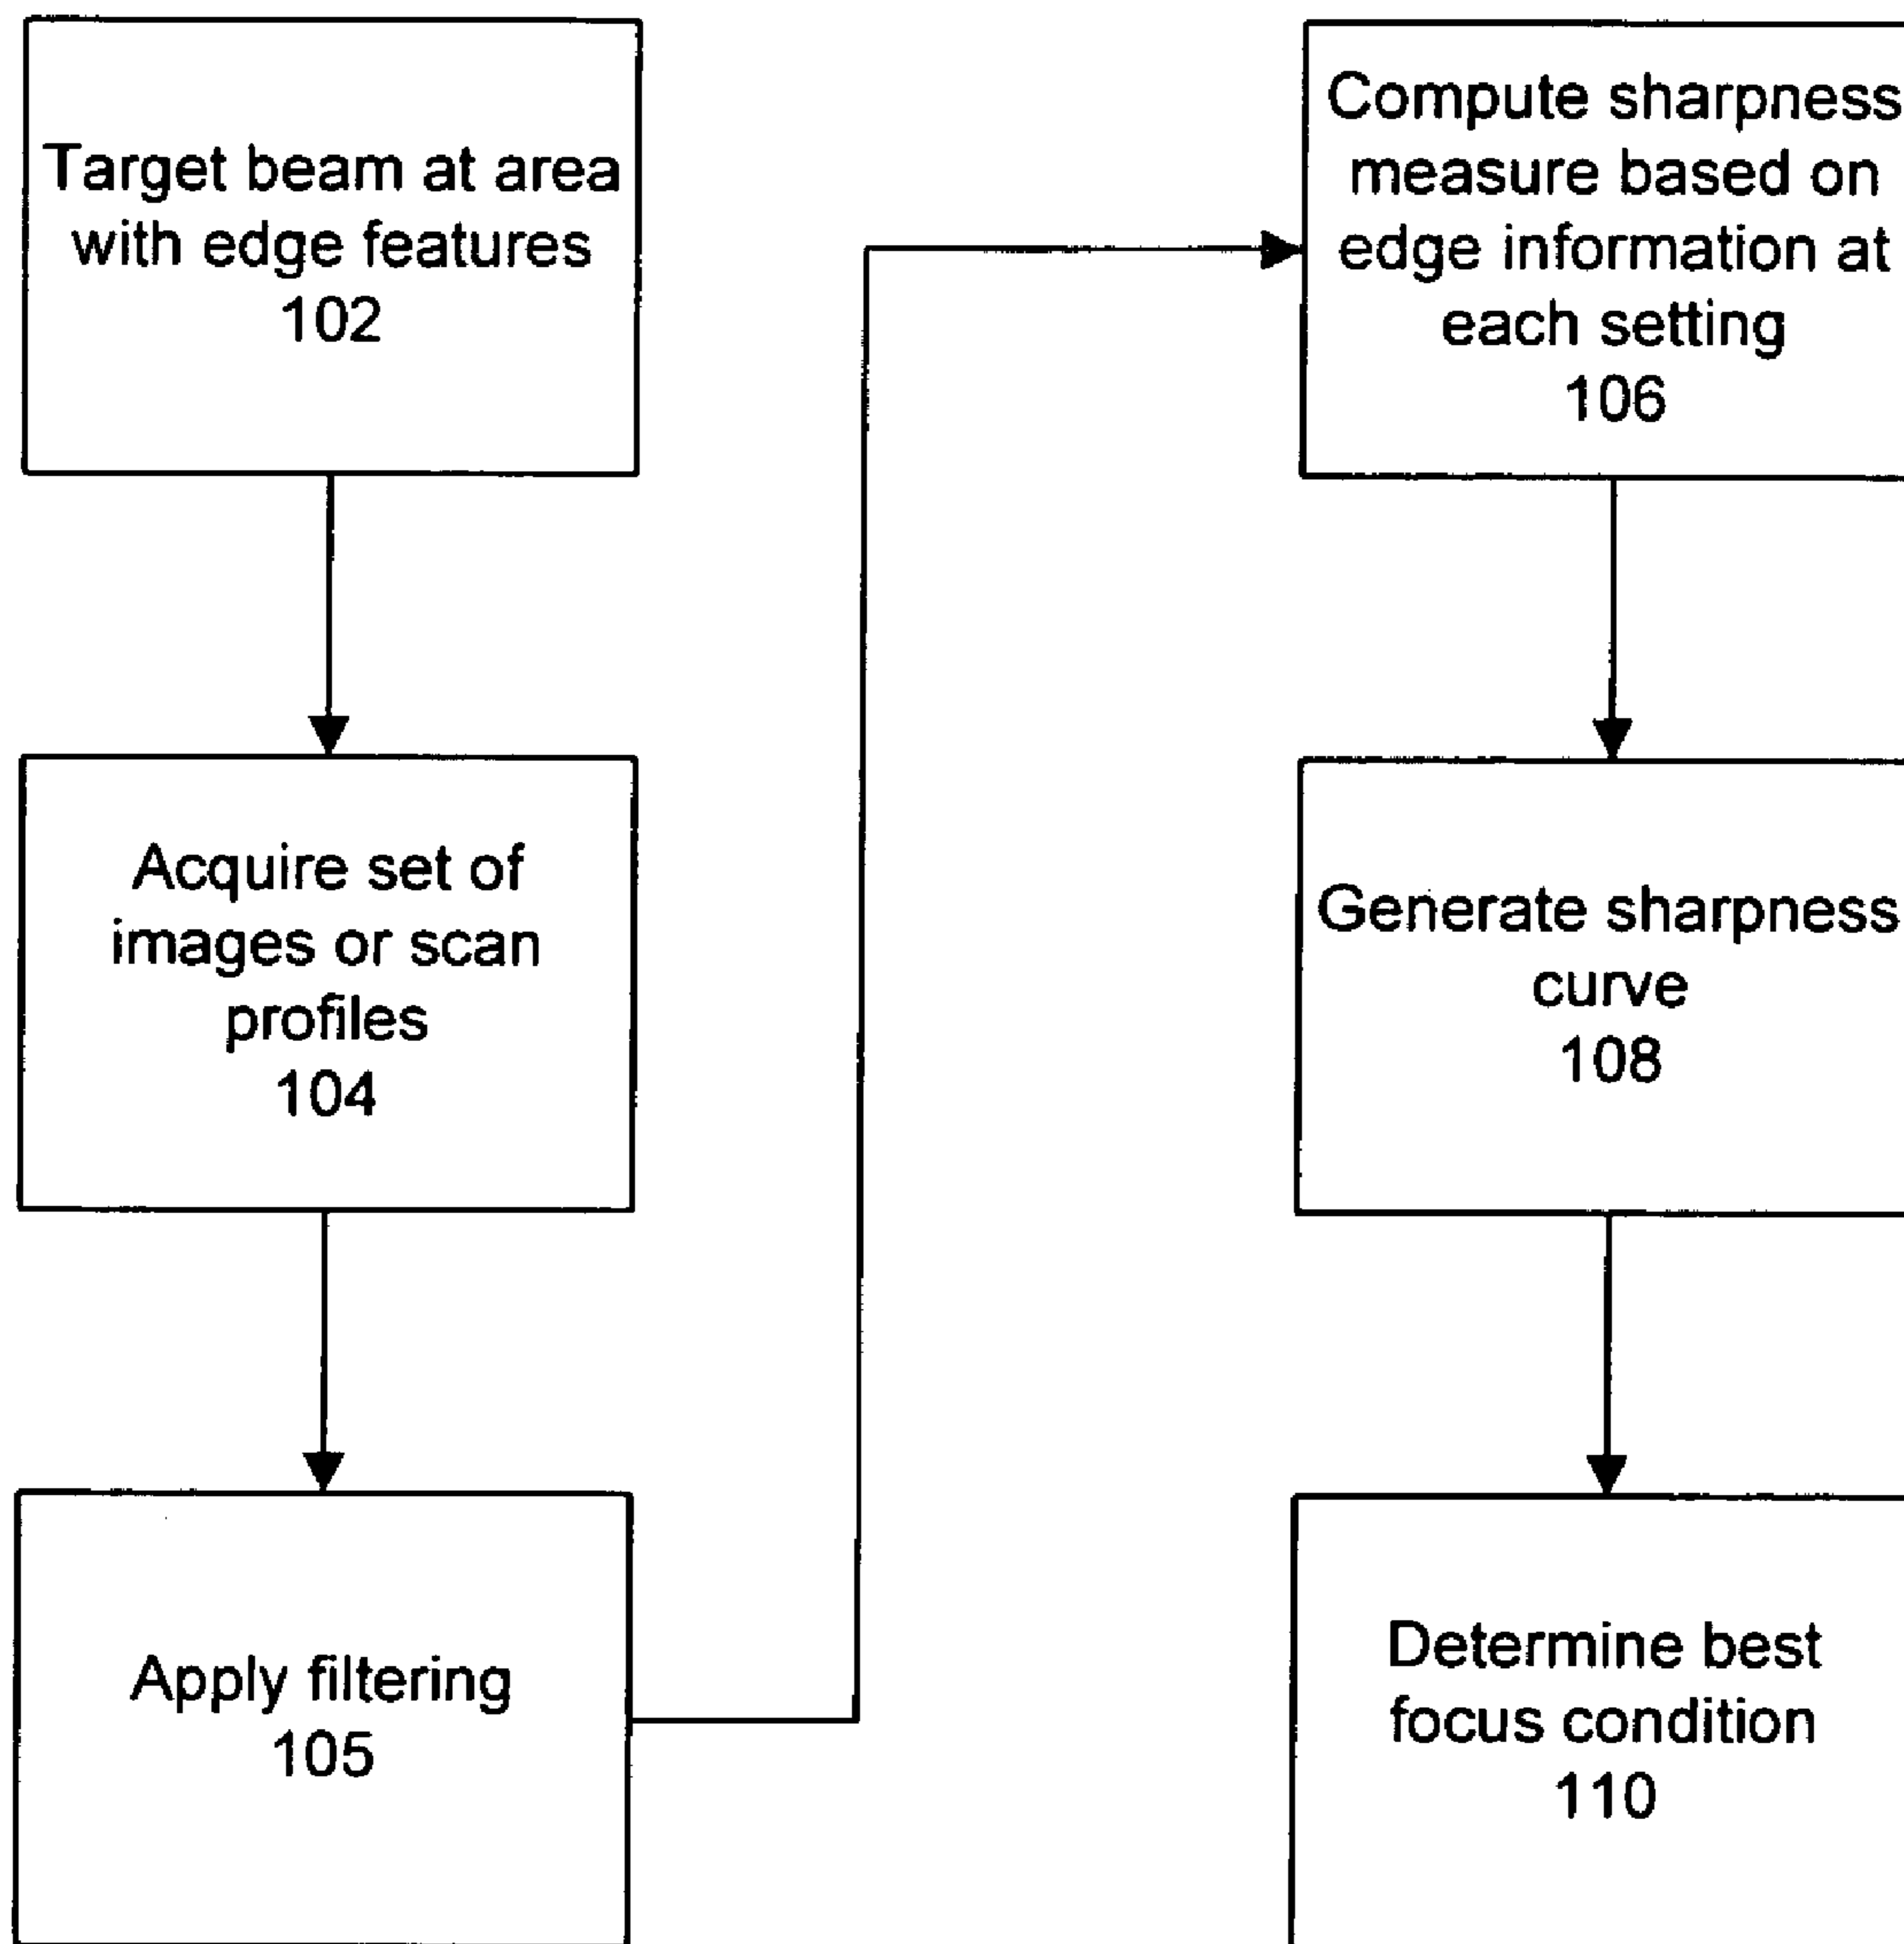 Target beam at area
with edge features
102
Acquire set of
images or scan
profiles
104
Apply filtering
105
Compute sharpness
measure based on
edge information at
each setting
106
Generate sharpness
curve
108
Determine best
focus condition
110